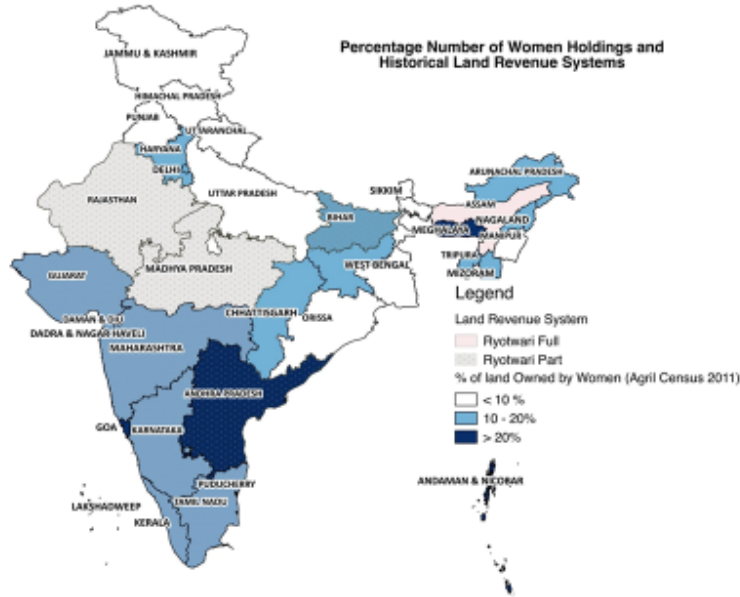 Percentage Number of Women Holdings and
Historical Land Revenue Systems
JAMMU & KASHMIR
HIMACHAL PRADESH
PUNJAB
UTTARANCHAL
HARYANA
DELHI
ARUNACHAL PRADESH
RAJASTHAN
UTTAR PRADESH
SIKKIM
ASSAM
BIHAR
NAGALAND
MEGHALAYA
MANIPUR
GUJARAT
MADHYA PRADESH
WEST BENGAL
TRIPURA
MIZORAM
DAMAN & DIU
DADRA & NAGAR HAVELI
CHHATTISGARH
ORISSA
MAHARASHTRA
ANDHRA PRADESH
GOA
KARNATAKA
PUDUCHERRY
ANDAMAN & NICOBAR
LAKSHADWEEP
TAMIL NADU
KERALA
Legend
Land Revenue System
Ryotwari Full
Ryotwari Part
% of land Owned by Women (Agril Census 2011)
< 10 %
10 - 20%
> 20%